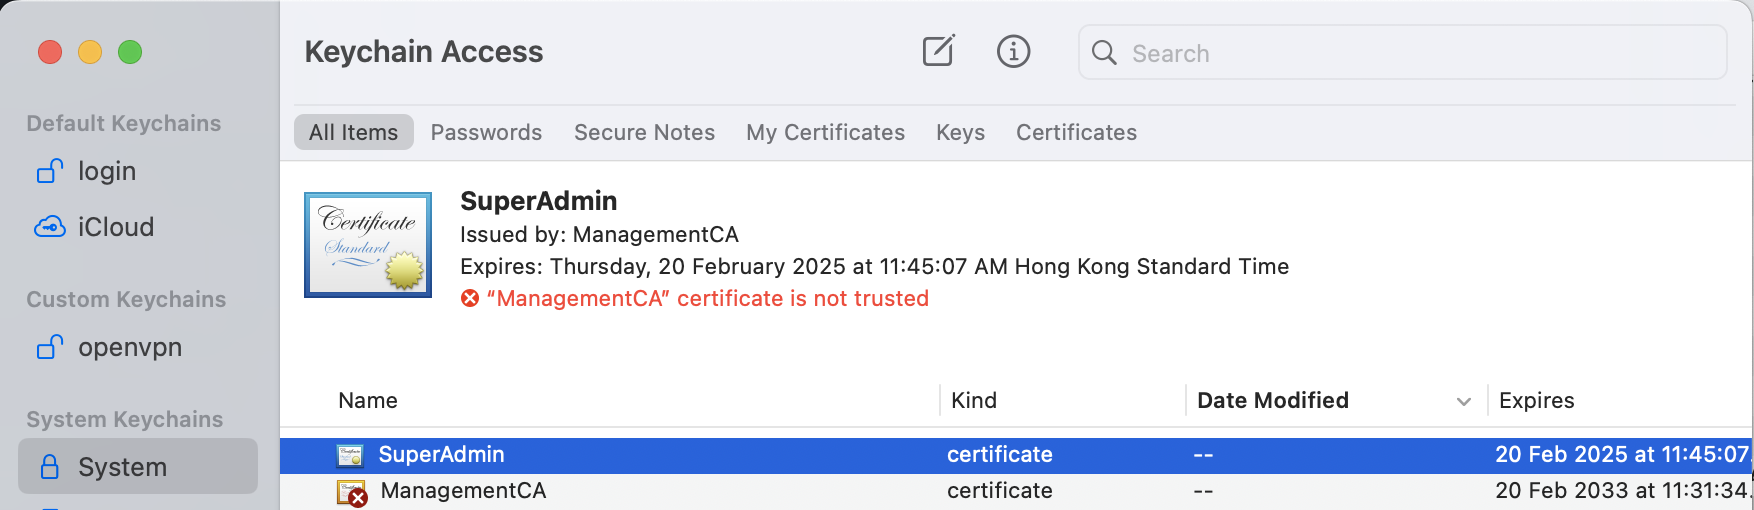 Keychain Access
Search
Default Keychains
login
iCloud
Custom Keychains
openvpn
System Keychains
System
All Items
Passwords
Secure Notes
My Certificates
Keys
Certificates
Certificate
Standard
SuperAdmin
Issued by: ManagementCA
Expires: Thursday, 20 February 2025 at 11:45:07 AM Hong Kong Standard Time
“ManagementCA” certificate is not trusted
Name Kind Date Modified Expires
SuperAdmin certificate -- 20 Feb 2025 at 11:45:07...
ManagementCA certificate -- 20 Feb 2033 at 11:31:34...